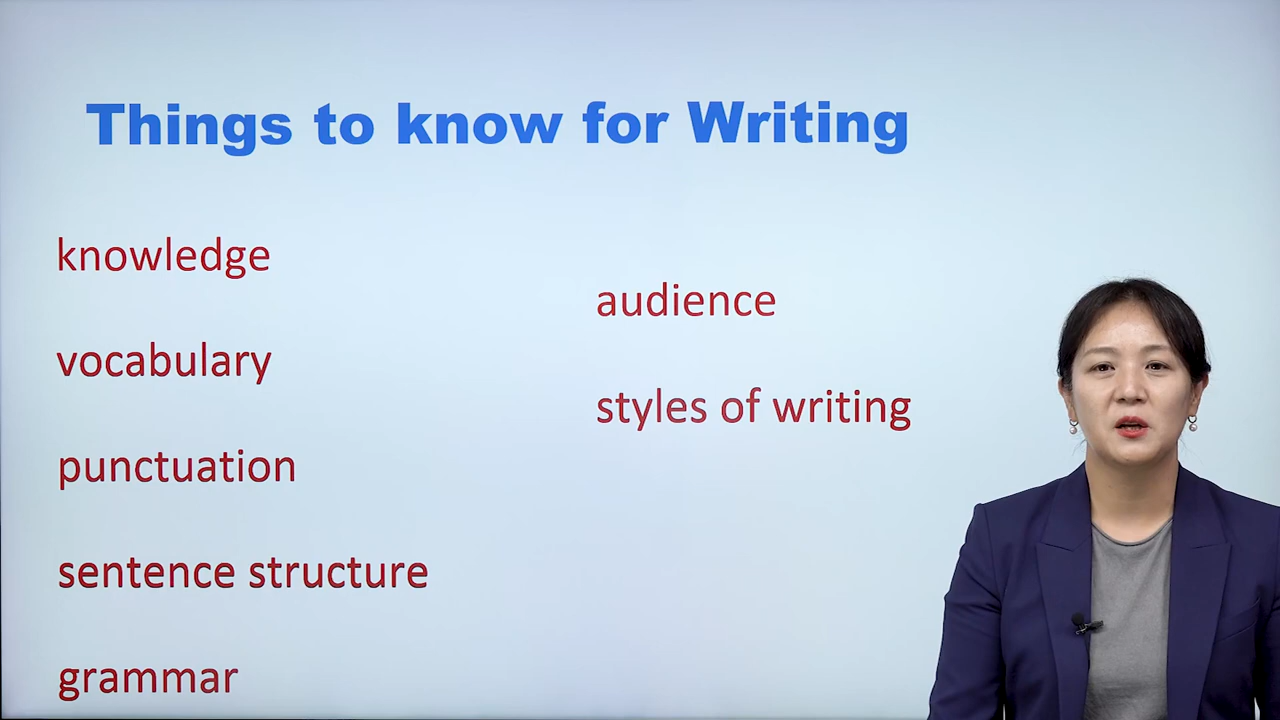 Things to know for Writing
knowledge
vocabulary
punctuation
sentence structure
grammar
audience
styles of writing